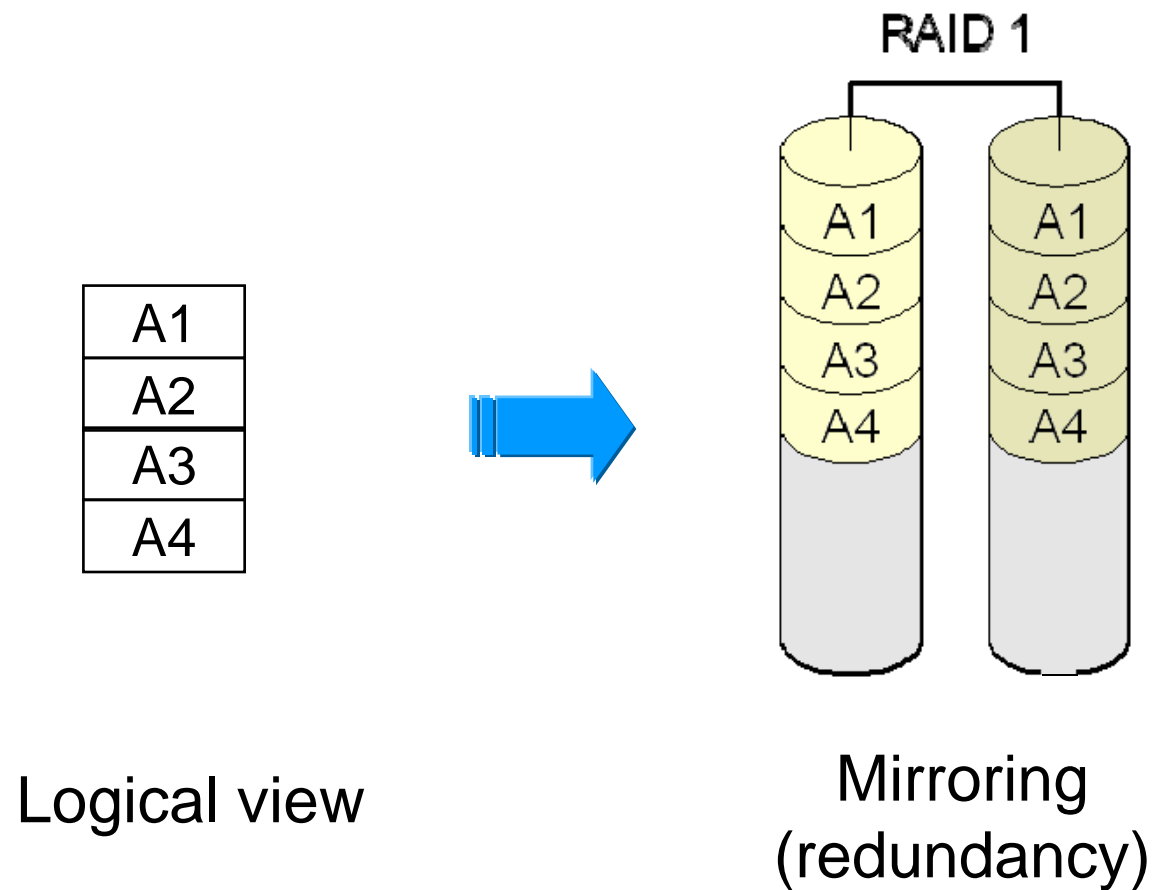 RAID 1
A1
A2
A3
A4
A1
A2
A3
A4
A1
A2
A3
A4
Logical view
Mirroring
(redundancy)